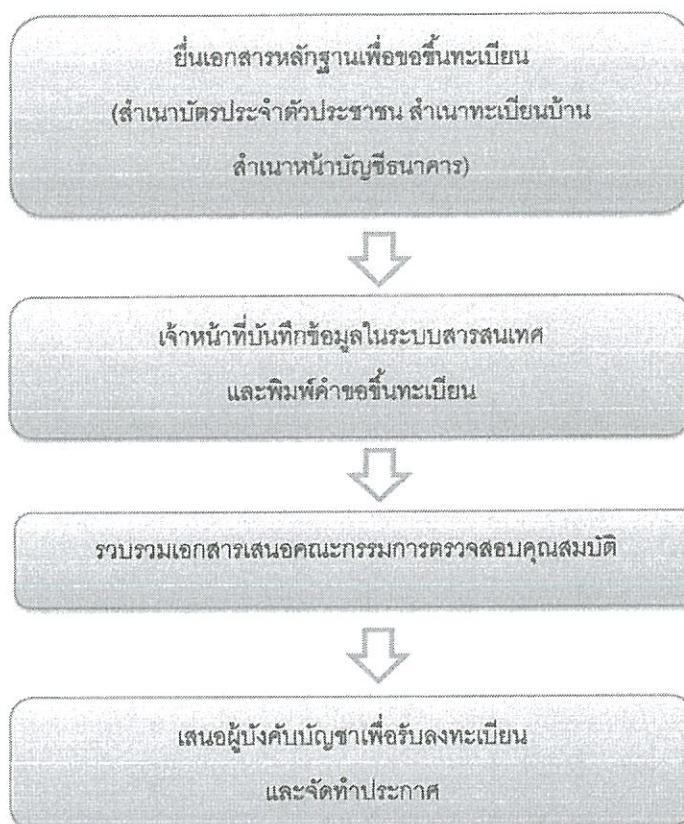 ยื่นเอกสารหลักฐานเพื่อขอขึ้นทะเบียน
(สำเนาบัตรประจำตัวประชาชน สำเนาทะเบียนบ้าน
สำเนาหน้าบัญชีธนาคาร)
เจ้าหน้าที่บันทึกข้อมูลในระบบสารสนเทศ
และพิมพ์คำขอขึ้นทะเบียน
รวบรวมเอกสารเสนอคณะกรรมการตรวจสอบคุณสมบัติ
เสนอผู้บังคับบัญชาเพื่อรับลงทะเบียน
และจัดทำประกาศ